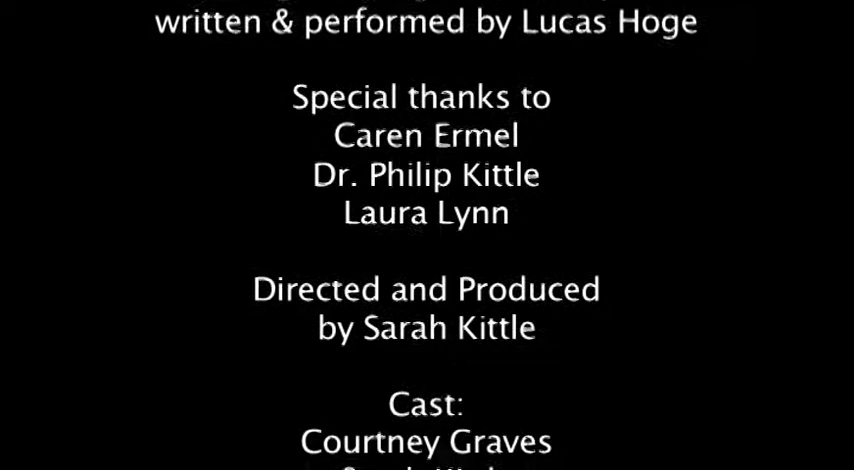 written & performed by Lucas Hoge
Special thanks to
Caren Ermel
Dr. Philip Kittle
Laura Lynn
Directed and Produced
by Sarah Kittle
Cast:
Courtney Graves